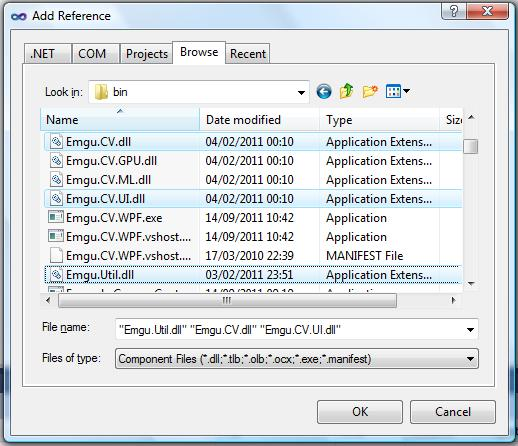 Add Reference
.NET COM Projects Browse Recent
Look in: bin
Name Date modified Type Size
Emgu.CV.dll 04/02/2011 00:10 Application Extens...
Emgu.CV.GPU.dll 04/02/2011 00:10 Application Extens...
Emgu.CV.ML.dll 04/02/2011 00:10 Application Extens...
Emgu.CV.UI.dll 04/02/2011 00:10 Application Extens...
Emgu.CV.WPF.exe 14/09/2011 10:42 Application
Emgu.CV.WPF.vshost.... 14/09/2011 10:42 Application
Emgu.CV.WPF.vshost.... 17/03/2010 22:39 MANIFEST File
Emgu.Util.dll 03/02/2011 23:51 Application Extens...
File name: "Emgu.Util.dll" "Emgu.CV.dll" "Emgu.CV.UI.dll"
Files of type: Component Files (*.dll;*.tlb;*.olb;*.ocx;*.exe;*.manifest)
OK Cancel